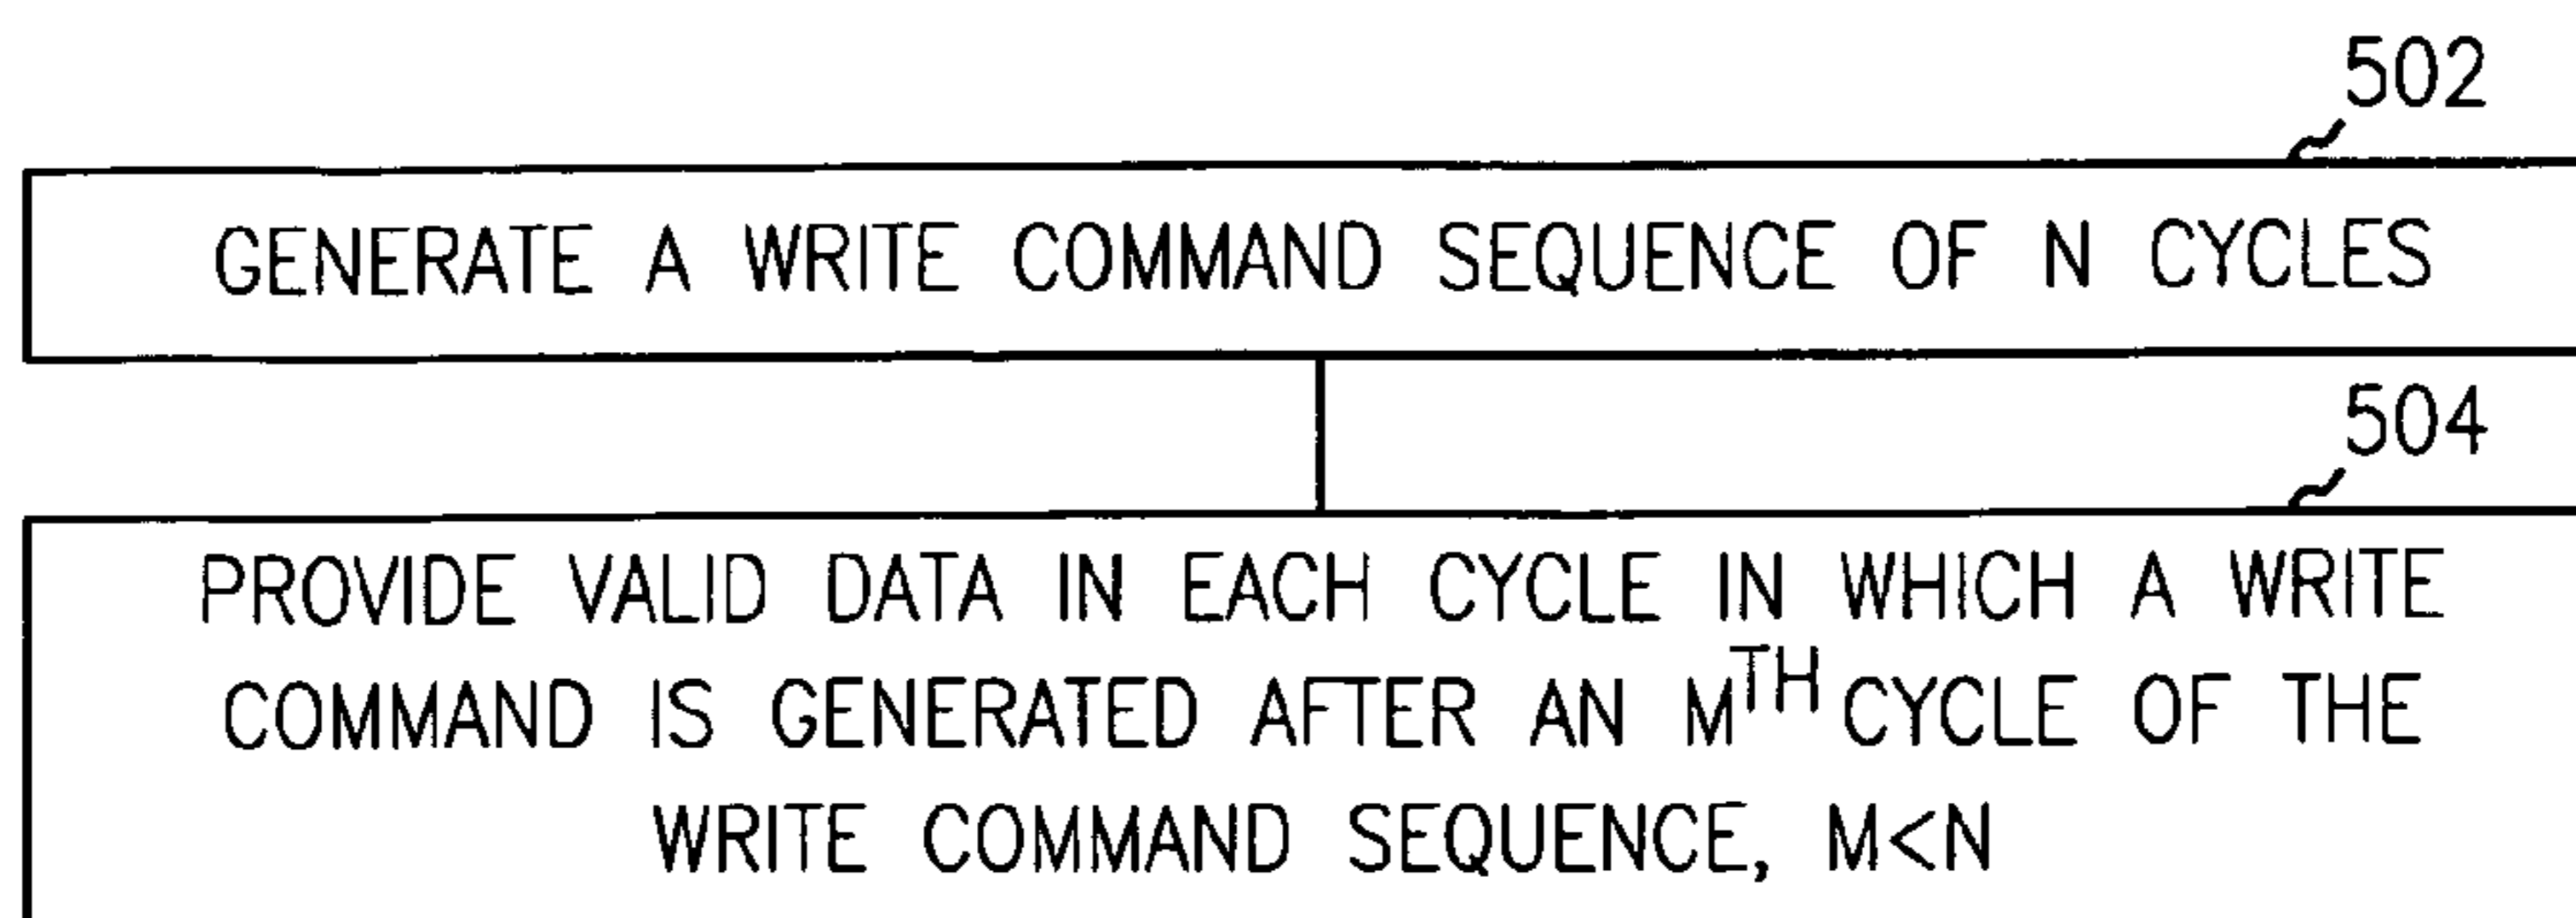 502
GENERATE A WRITE COMMAND SEQUENCE OF N CYCLES
504
PROVIDE VALID DATA IN EACH CYCLE IN WHICH A WRITE
COMMAND IS GENERATED AFTER AN MTH CYCLE OF THE
WRITE COMMAND SEQUENCE, M<N